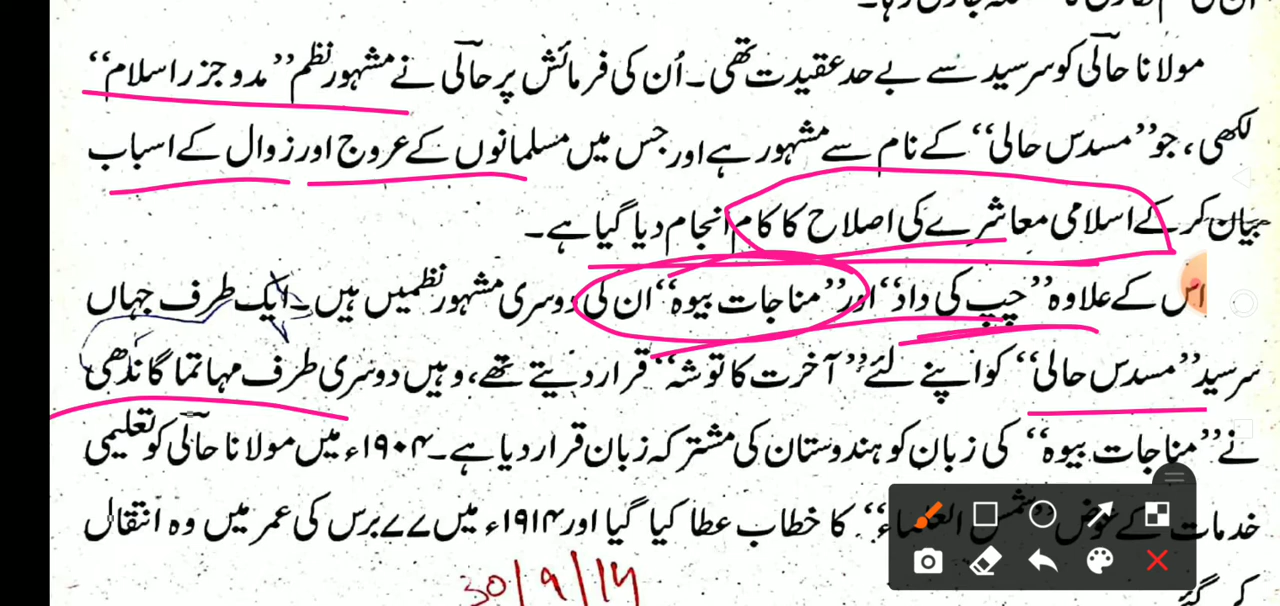 مولانا حالؔی کو سرسید سے بے حد عقیدت تھی۔ اُن کی فرمائش پر حالؔی نے مشہور نظم ’’مدوجزر اسلام‘‘
لکھی، جو ’’مسدس حالی‘‘ کے نام سے مشہور ہے اور جس میں مسلمانوں کے عروج اور زوال کے اسباب
بیان کر کے اسلامی معاشرے کی اصلاح کا کام انجام دیا گیا ہے۔
اس کے علاوہ ’’چپ کی داد‘‘ اور ’’مناجات بیوہ‘‘ ان کی دوسری مشہور نظمیں ہیں۔ ایک طرف جہاں
سرسید ’’مسدس حالی‘‘ کو اپنے لئے ’’آخرت کا توشہ‘‘ قرار دیتے تھے، وہیں دوسری طرف مہاتما گاندھی
نے ’’مناجات بیوہ‘‘ کی زبان کو ہندوستان کی مشترکہ زبان قرار دیا ہے۔ ۱۹۰۴ء میں مولانا حالؔی کو تعلیمی
خدمات کے عوض ’’شمس العلماء‘‘ کا خطاب عطا کیا گیا اور ۱۹۱۴ء میں ۷۷ برس کی عمر میں وہ انتقال
کر گئے
30/9/14